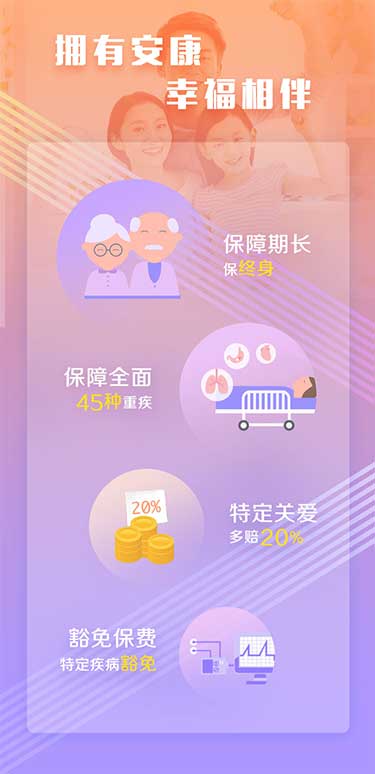 拥有安康
幸福相伴
保障期长
保终身
保障全面
45种重疾
20%
特定关爱
多赔20%
豁免保费
特定疾病豁免